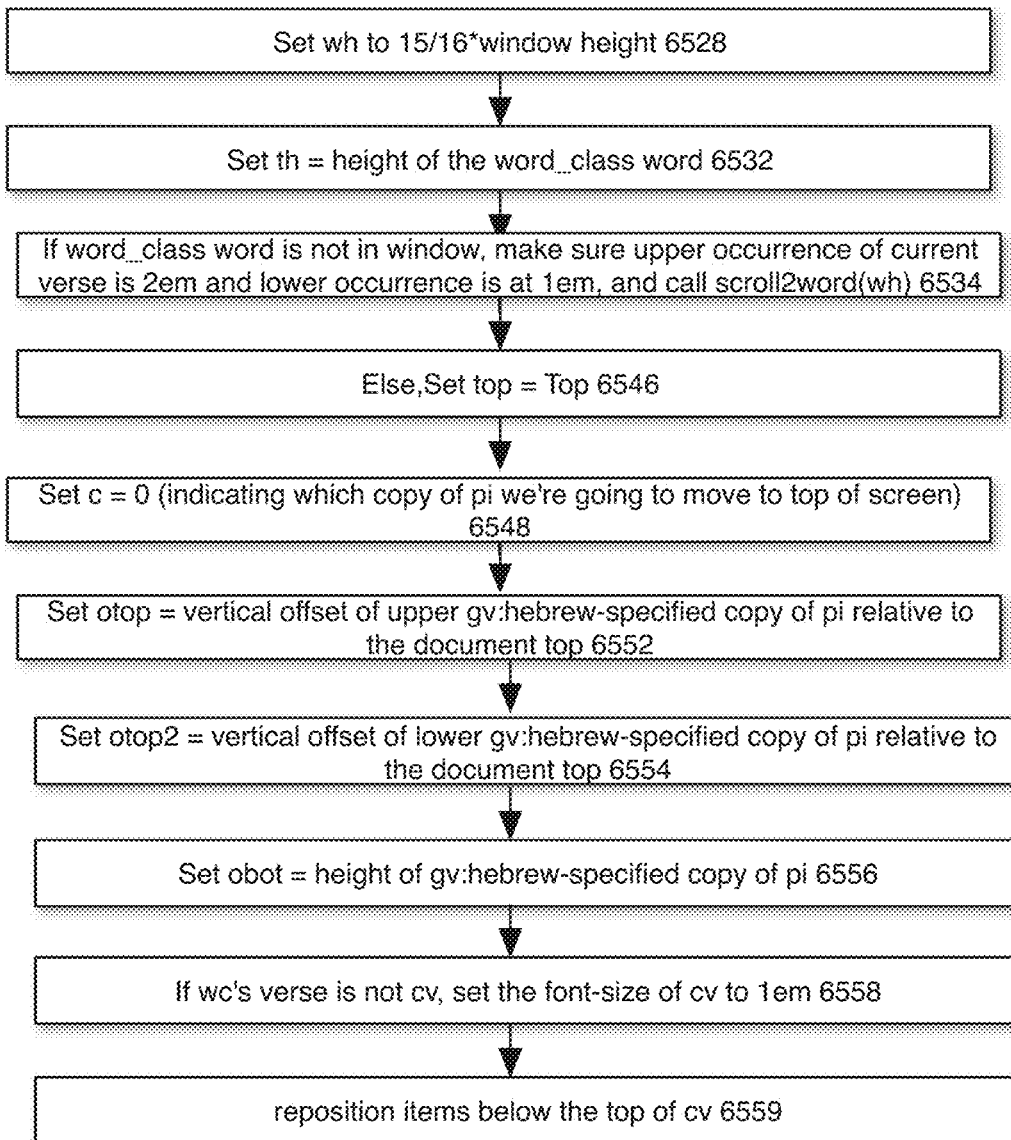 Set wh to 15/16*window height 6528
Set th = height of the word_class word 6532
If word_class word is not in window, make sure upper occurrence of current
verse is 2em and lower occurrence is at 1em, and call scroll2word(wh) 6534
Else,Set top = Top 6546
Set c = 0 (indicating which copy of pi we're going to move to top of screen)
6548
Set otop = vertical offset of upper gv:hebrew-specified copy of pi relative to
the document top 6552
Set otop2 = vertical offset of lower gv:hebrew-specified copy of pi relative to
the document top 6554
Set obot = height of gv:hebrew-specified copy of pi 6556
If wc's verse is not cv, set the font-size of cv to 1em 6558
reposition items below the top of cv 6559